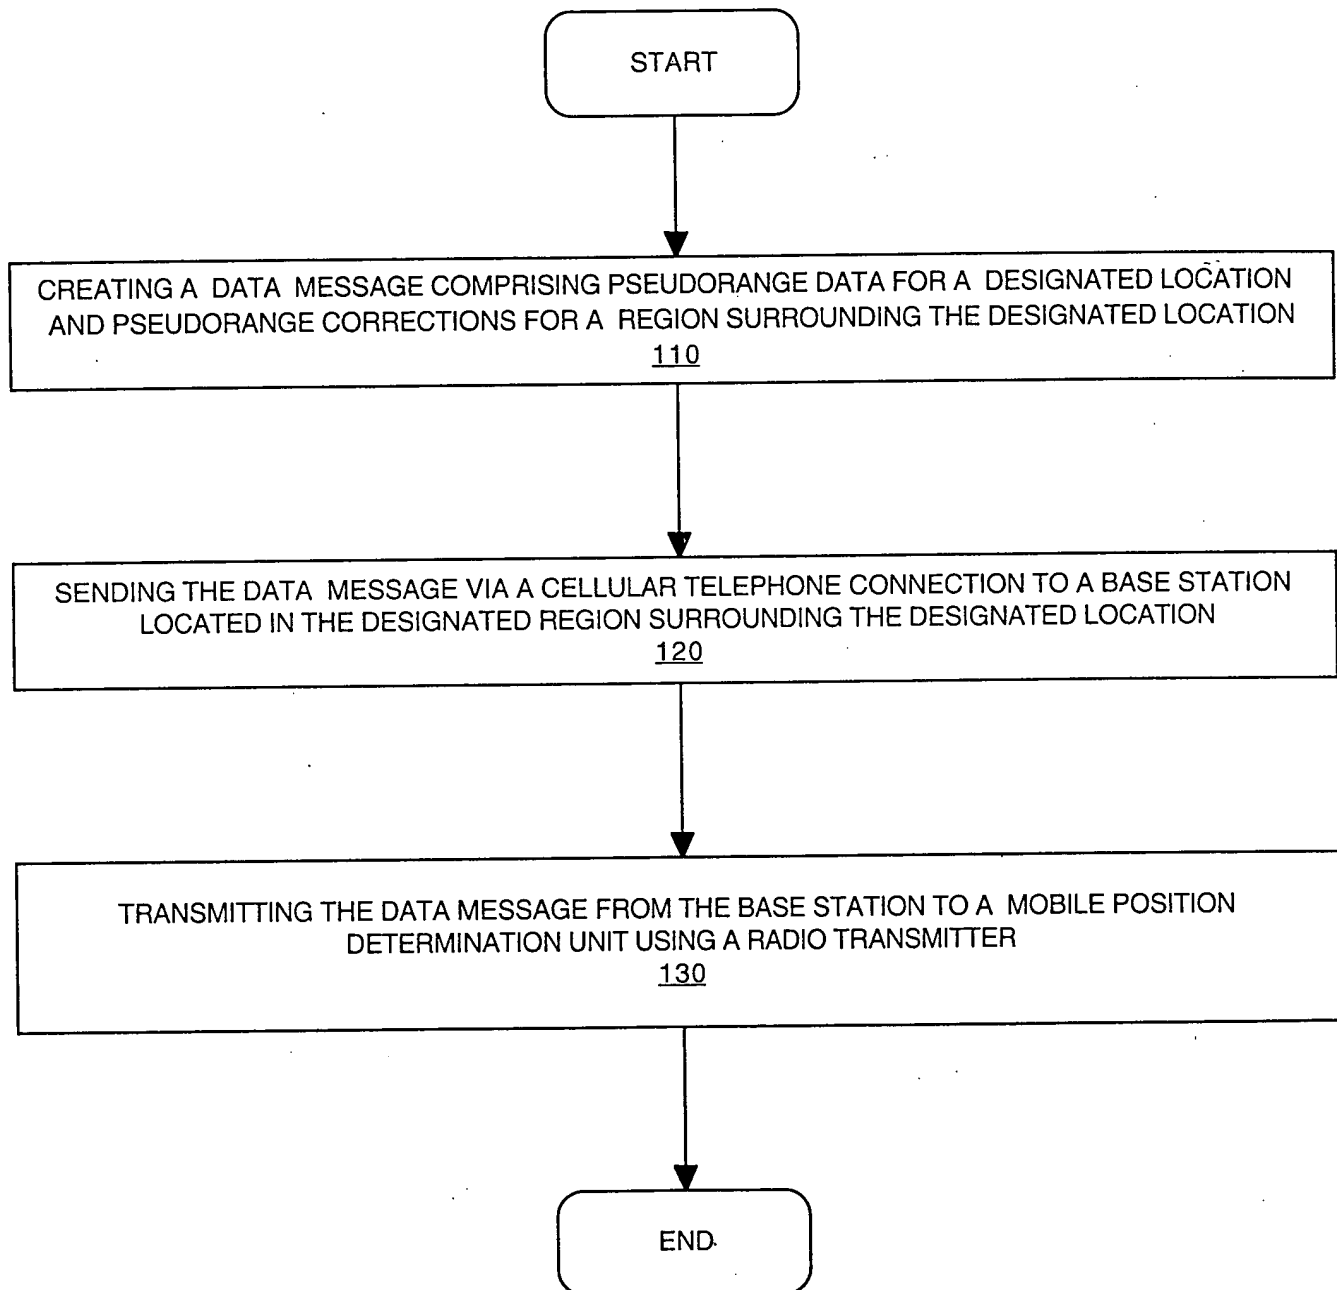 START
CREATING A DATA MESSAGE COMPRISING PSEUDORANGE DATA FOR A DESIGNATED LOCATION
AND PSEUDORANGE CORRECTIONS FOR A REGION SURROUNDING THE DESIGNATED LOCATION
110
SENDING THE DATA MESSAGE VIA A CELLULAR TELEPHONE CONNECTION TO A BASE STATION
LOCATED IN THE DESIGNATED REGION SURROUNDING THE DESIGNATED LOCATION
120
TRANSMITTING THE DATA MESSAGE FROM THE BASE STATION TO A MOBILE POSITION
DETERMINATION UNIT USING A RADIO TRANSMITTER
130
END